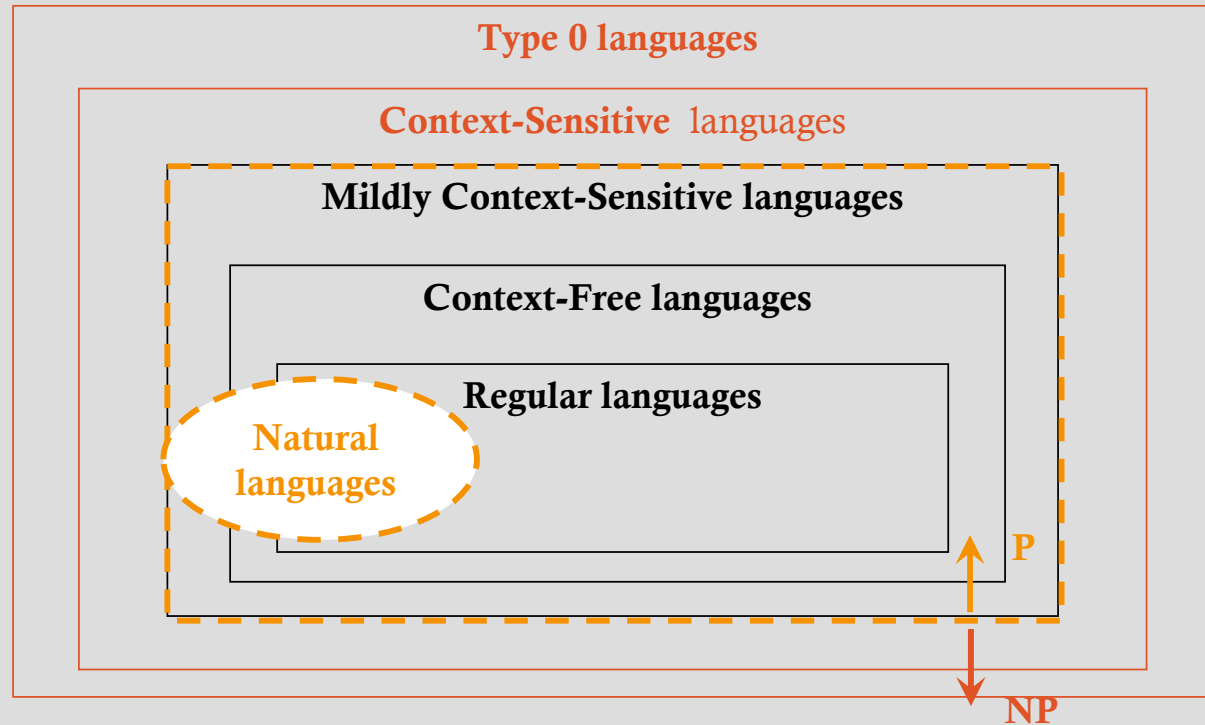 Type 0 languages
Context-Sensitive languages
Mildly Context-Sensitive languages
Context-Free languages
Regular languages
Natural
languages
P
NP